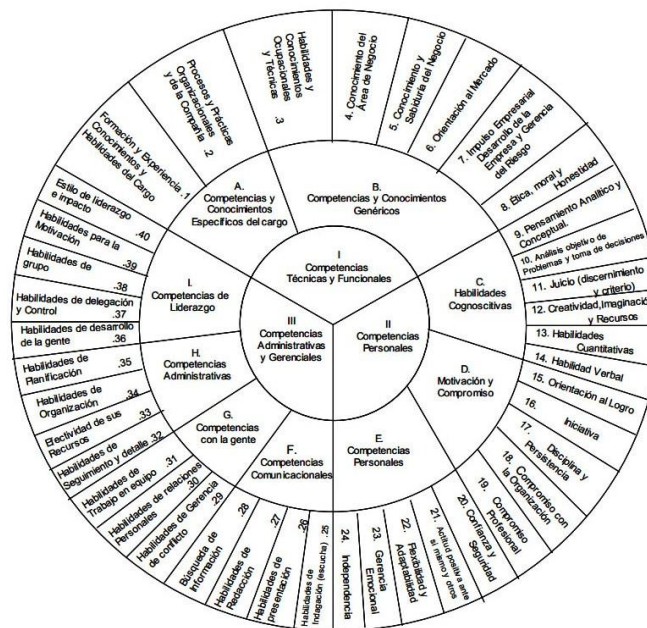 I
Competencias
Técnicas y Funcionales
II
Competencias
Personales
III
Competencias
Administrativas
y Gerenciales
A.
Competencias y
Conocimientos
Específicos del cargo
B.
Competencias y Conocimientos
Genéricos
C.
Habilidades
Cognoscitivas
D.
Motivación y
Compromiso
E.
Competencias
Personales
F.
Competencias
Comunicacionales
G.
Competencias
con la gente
H.
Competencias
Administrativas
I.
Competencias
de Liderazgo
Formación y Experiencia .1
Conocimientos y
Habilidades del Cargo
Procesos y Prácticas
Organizacionales
y de la Compañía .2
Habilidades y
Conocimientos
Ocupacionales
y Técnicas .3
4. Conocimiento del
Área de Negocio
5. Conocimiento y
Sabiduría del Negocio
6. Orientación al Mercado
7. Impulso Empresarial
Desarrollo de la
Empresa y Gerencia
del Riesgo
8. Ética, moral y
Honestidad
9. Pensamiento Analítico y
Conceptual.
10. Análisis objetivo de
Problemas y toma de decisiones
11. Juicio (discernimiento
y criterio)
12. Creatividad, Imaginación
y Recursos
13. Habilidades
Cuantitativas
14. Habilidad Verbal
15. Orientación al Logro
16. Iniciativa
17. Disciplina y
Persistencia
18. Compromiso con
la Organización
19. Compromiso
Profesional
20. Confianza y
Seguridad
21. Actitud positiva ante
si mismo y otros
22. Flexibilidad y
Adaptabilidad
23. Gerencia
Emocional
24. Independencia
Habilidades de
Indagación (escucha) .25
Habilidades de .26
presentación
Habilidades de .27
Redacción
Búsqueda de .28
Información
Habilidades de Gerencia .29
de conflicto
Habilidades de relaciones
Personales .30
Habilidades de .31
Trabajo en equipo
Habilidades de
Seguimiento y detalle .32
Efectividad de sus .33
Recursos
Habilidades de .34
Organización
Habilidades de .35
Planificación
Habilidades de desarrollo
de la gente .36
Habilidades de delegación
y Control .37
Habilidades de .38
grupo
Habilidades para la
Motivación .39
Estilo de liderazgo
e impacto .40